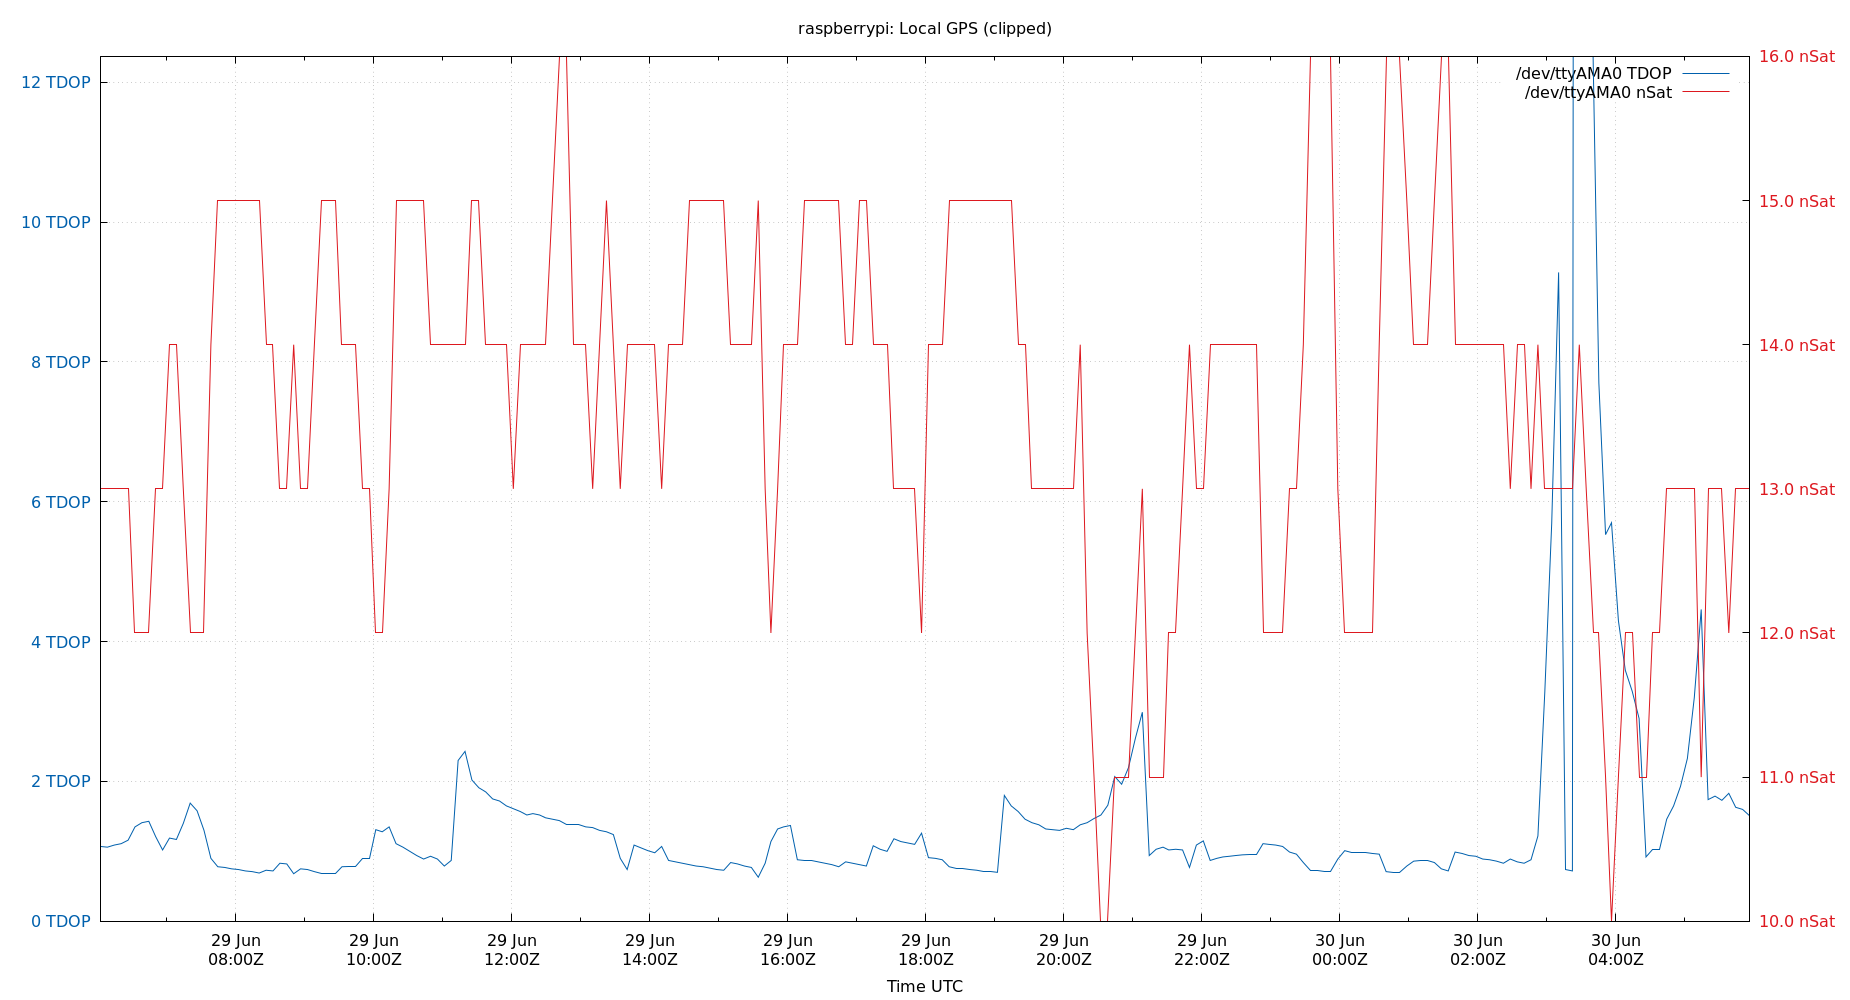 raspberrypi: Local GPS (clipped)
/dev/ttyAMA0 TDOP
/dev/ttyAMA0 nSat
12 TDOP
10 TDOP
8 TDOP
6 TDOP
4 TDOP
2 TDOP
0 TDOP
16.0 nSat
15.0 nSat
14.0 nSat
13.0 nSat
12.0 nSat
11.0 nSat
10.0 nSat
29 Jun
08:00Z
29 Jun
10:00Z
29 Jun
12:00Z
29 Jun
14:00Z
29 Jun
16:00Z
29 Jun
18:00Z
29 Jun
20:00Z
29 Jun
22:00Z
30 Jun
00:00Z
30 Jun
02:00Z
30 Jun
04:00Z
Time UTC